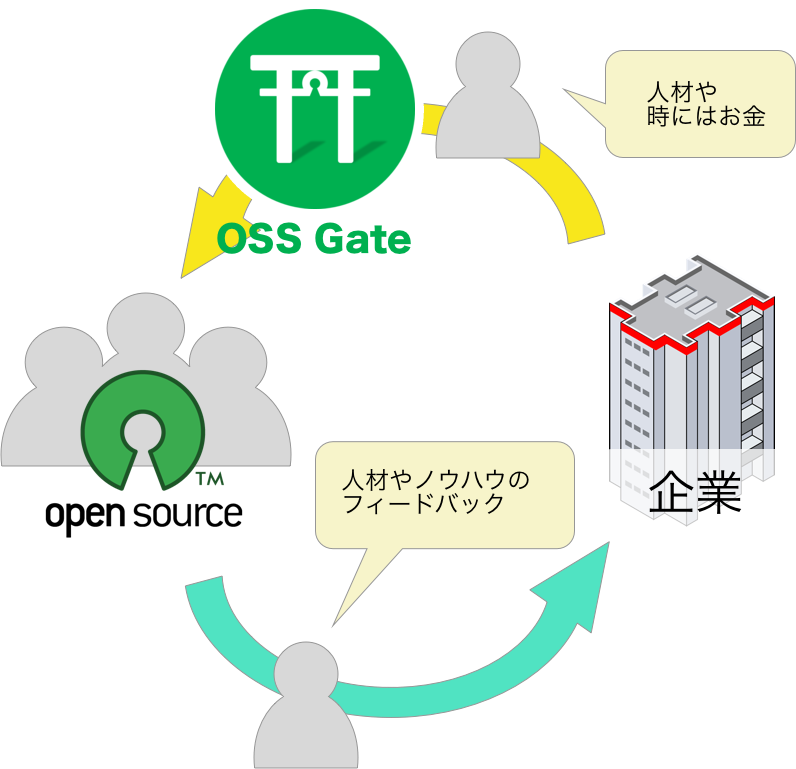 人材や
時にはお金
OSS Gate
企業
TM
open source
人材やノウハウの
フィードバック